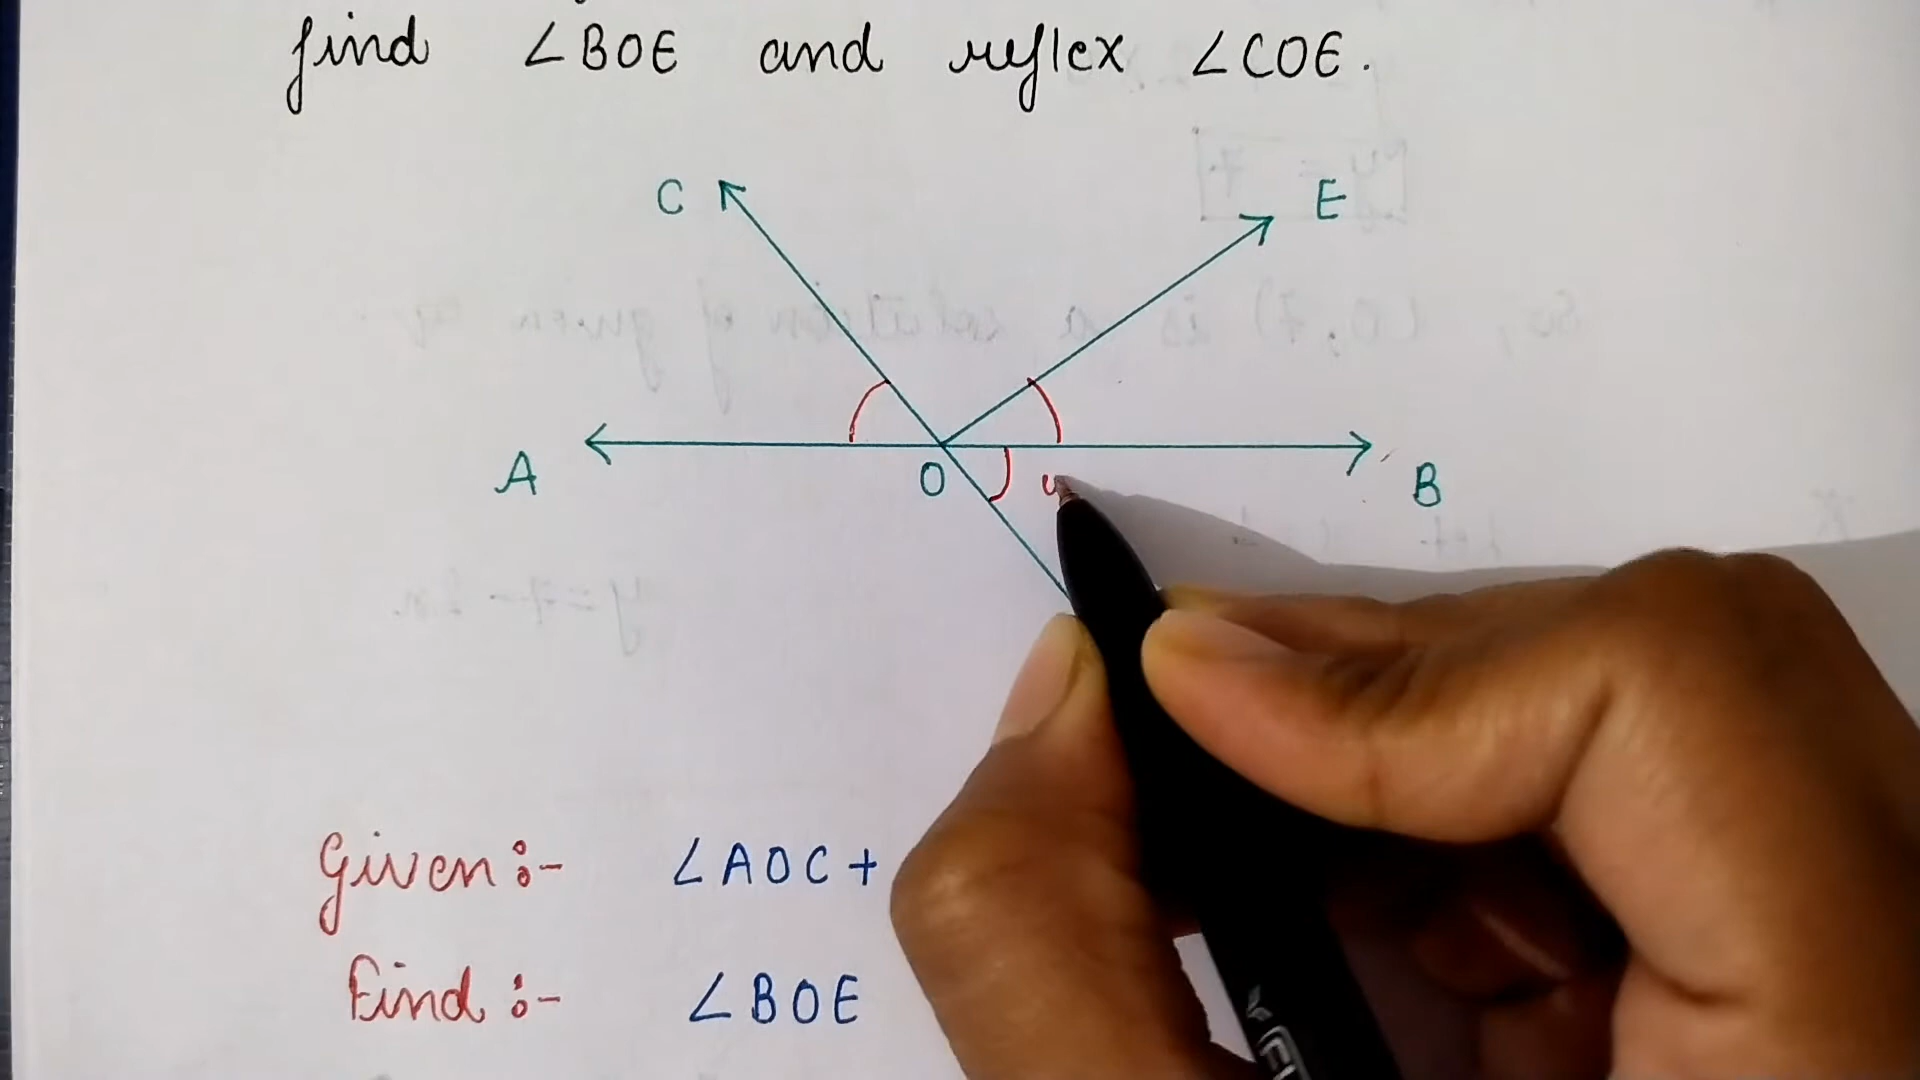 find ∠BOE and reflex ∠COE.
C E
A O B
Given :- ∠AOC +
Find :- ∠BOE